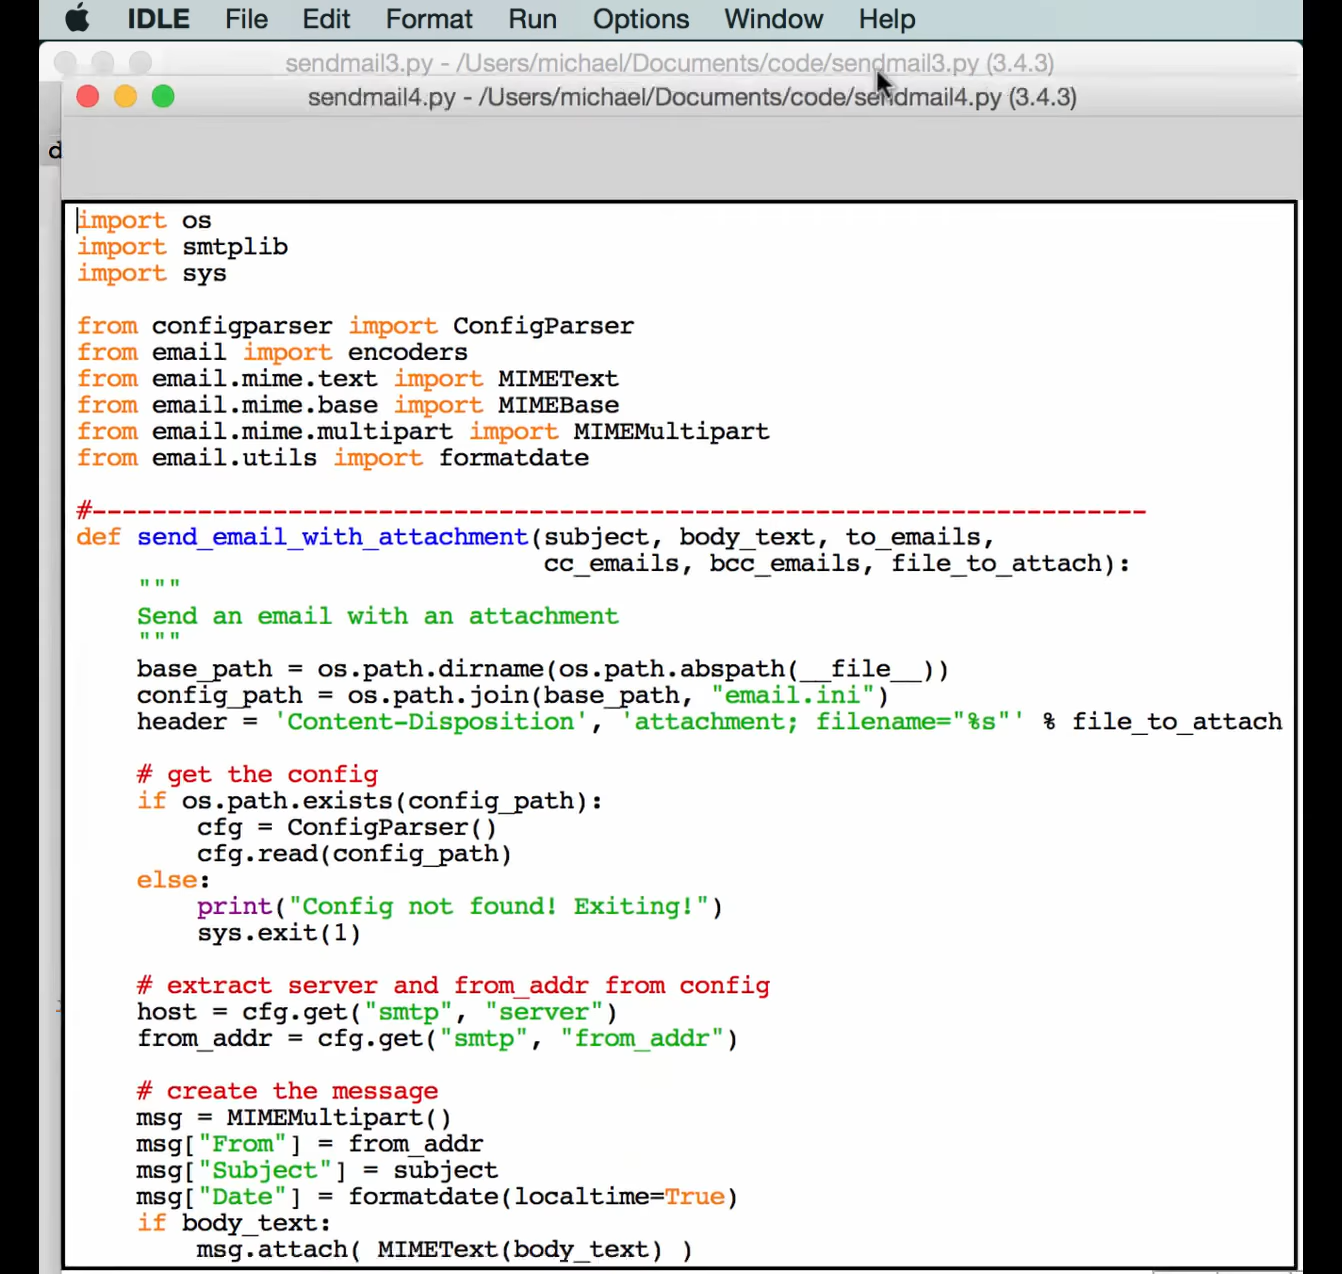 IDLE File Edit Format Run Options Window Help
sendmail3.py - /Users/michael/Documents/code/sendmail3.py (3.4.3)
sendmail4.py - /Users/michael/Documents/code/sendmail4.py (3.4.3)
d
import os
import smtplib
import sys
from configparser import ConfigParser
from email import encoders
from email.mime.text import MIMEText
from email.mime.base import MIMEBase
from email.mime.multipart import MIMEMultipart
from email.utils import formatdate
#----------------------------------------------------------------------
def send_email_with_attachment(subject, body_text, to_emails,
cc_emails, bcc_emails, file_to_attach):
"""
Send an email with an attachment
"""
base_path = os.path.dirname(os.path.abspath(__file__))
config_path = os.path.join(base_path, "email.ini")
header = 'Content-Disposition', 'attachment; filename="%s"' % file_to_attach
# get the config
if os.path.exists(config_path):
cfg = ConfigParser()
cfg.read(config_path)
else:
print("Config not found! Exiting!")
sys.exit(1)
# extract server and from_addr from config
host = cfg.get("smtp", "server")
from_addr = cfg.get("smtp", "from_addr")
# create the message
msg = MIMEMultipart()
msg["From"] = from_addr
msg["Subject"] = subject
msg["Date"] = formatdate(localtime=True)
if body_text:
msg.attach( MIMEText(body_text) )